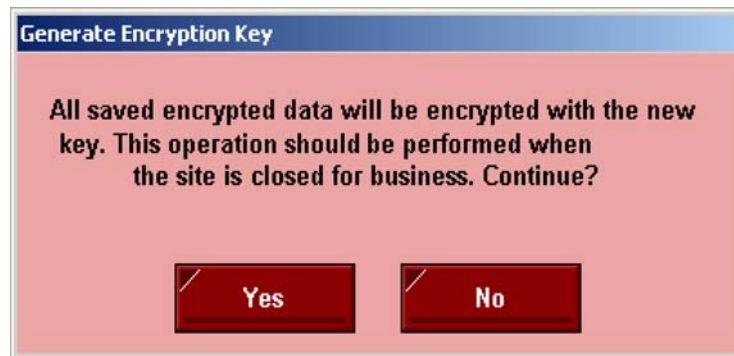 Generate Encryption Key
All saved encrypted data will be encrypted with the new
key. This operation should be performed when
the site is closed for business. Continue?
Yes
No